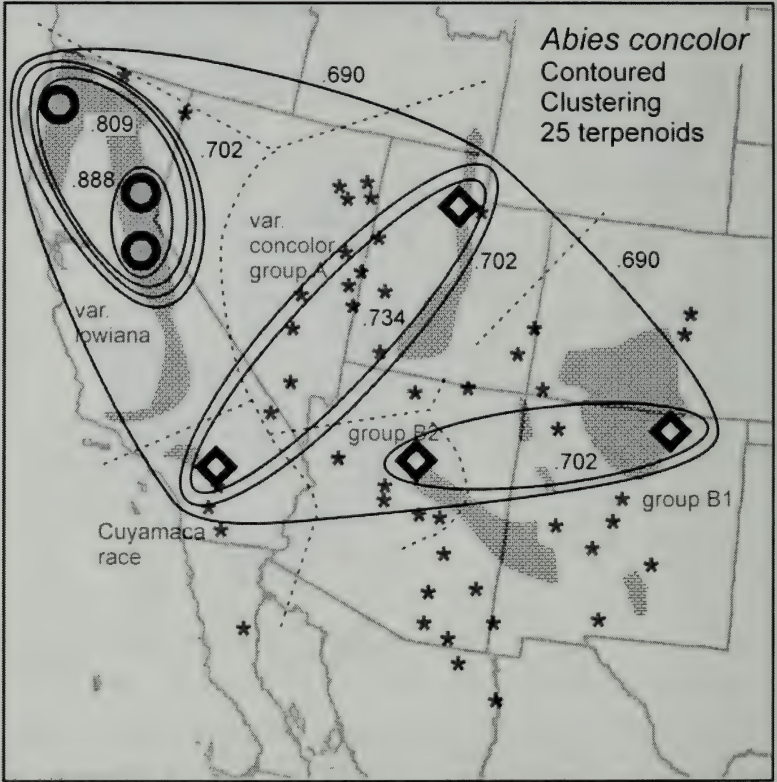 Abies concolor
Contoured
Clustering
25 terpenoids
.690
.809
.702
.888
var.
concolor
group A
.702
.690
var.
lowiana
.734
group B2
.702
group B1
Cuyamaca
race